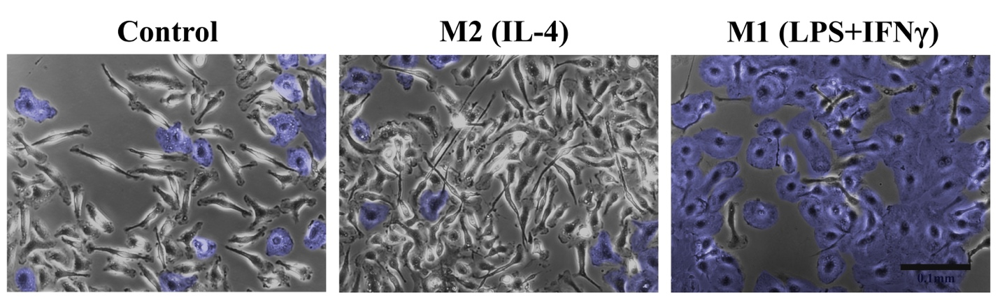 Control
M2 (IL-4)
M1 (LPS+IFNγ)
0.1mm